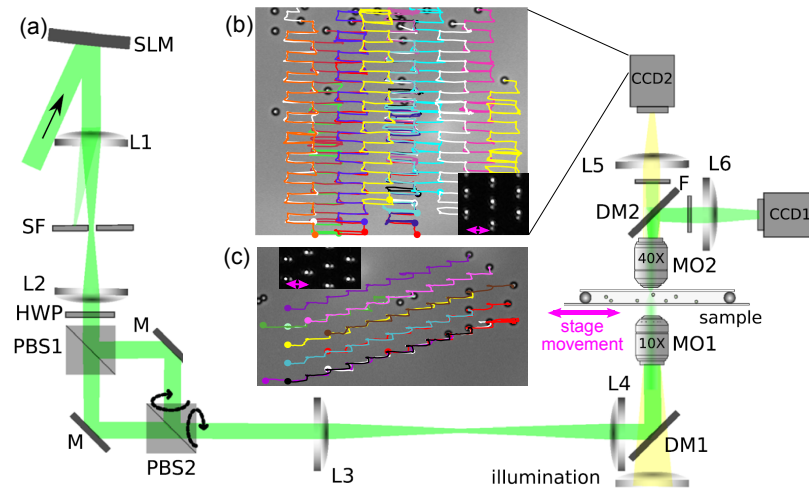 (a)
SLM
L1
SF
L2
HWP
PBS1
M
M
PBS2
(b)
(c)
L3
L4
CCD2
L5
L6
F
DM2
CCD1
40X
MO2
sample
stage
movement
10X
MO1
DM1
illumination